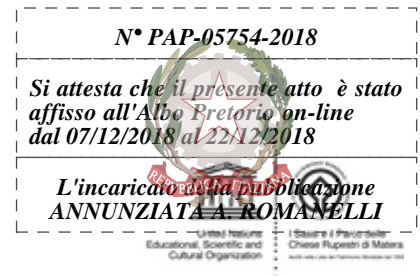 N° PAP-05754-2018
Si attesta che il presente atto è stato
affisso all'Albo Pretorio on-line
dal 07/12/2018 al 22/12/2018
L'incaricato della pubblicazione
ANNUNZIATA A. ROMANELLI
REPVBBLICA ITALIANA
United Nations
Educational, Scientific and
Cultural Organization
I Sassi e il Parco delle
Chiese Rupestri di Matera